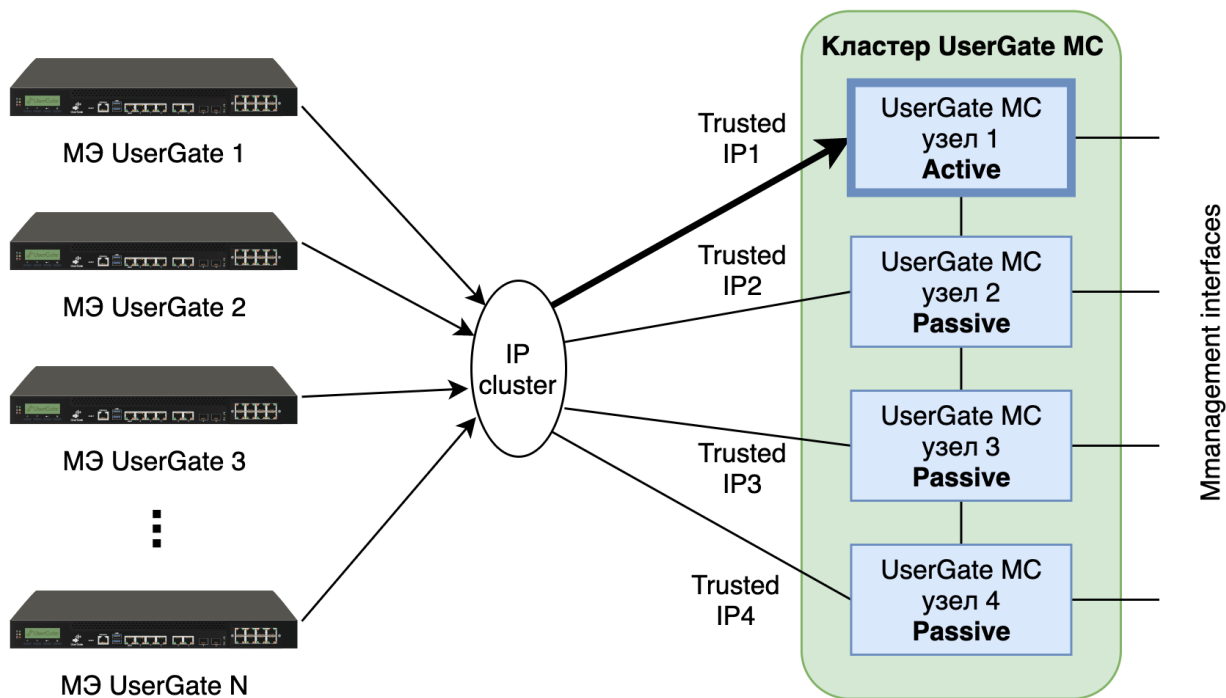 Кластер UserGate MC
МЭ UserGate 1
МЭ UserGate 2
МЭ UserGate 3
МЭ UserGate N
IP
cluster
Trusted
IP1
Trusted
IP2
Trusted
IP3
Trusted
IP4
UserGate MC
узел 1
Active
UserGate MC
узел 2
Passive
UserGate MC
узел 3
Passive
UserGate MC
узел 4
Passive
Mmanagement interfaces